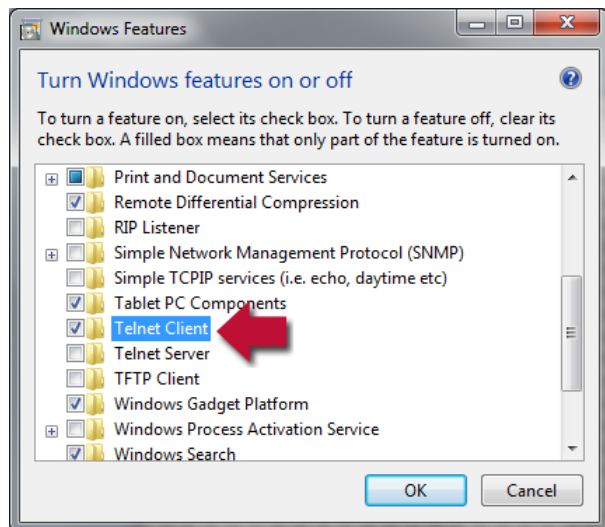 Windows Features
Turn Windows features on or off
To turn a feature on, select its check box. To turn a feature off, clear its
check box. A filled box means that only part of the feature is turned on.
Print and Document Services
Remote Differential Compression
RIP Listener
Simple Network Management Protocol (SNMP)
Simple TCPIP services (i.e. echo, daytime etc)
Tablet PC Components
Telnet Client
Telnet Server
TFTP Client
Windows Gadget Platform
Windows Process Activation Service
Windows Search
OK Cancel